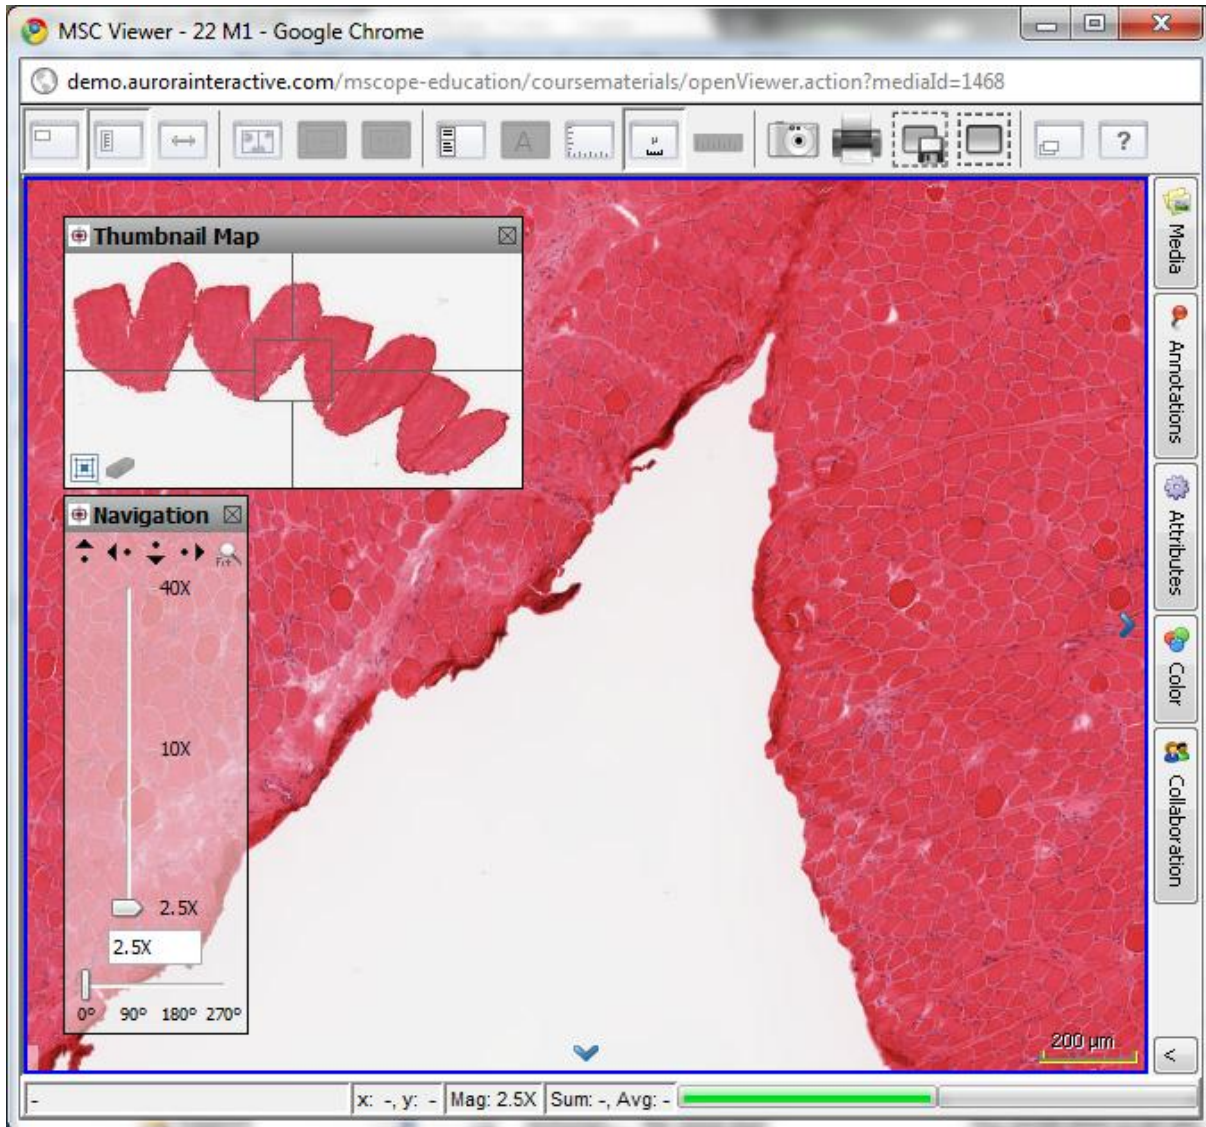 MSC Viewer - 22 M1 - Google Chrome
demo.aurorainteractive.com/mscope-education/coursematerials/openViewer.action?mediaId=1468
A
µ
?
Thumbnail Map
Navigation
Fit
40X
10X
2.5X
2.5X
0° 90° 180° 270°
Media
Annotations
Attributes
Color
Collaboration
<
200 µm
- x: -, y: - Mag: 2.5X Sum: -, Avg: -